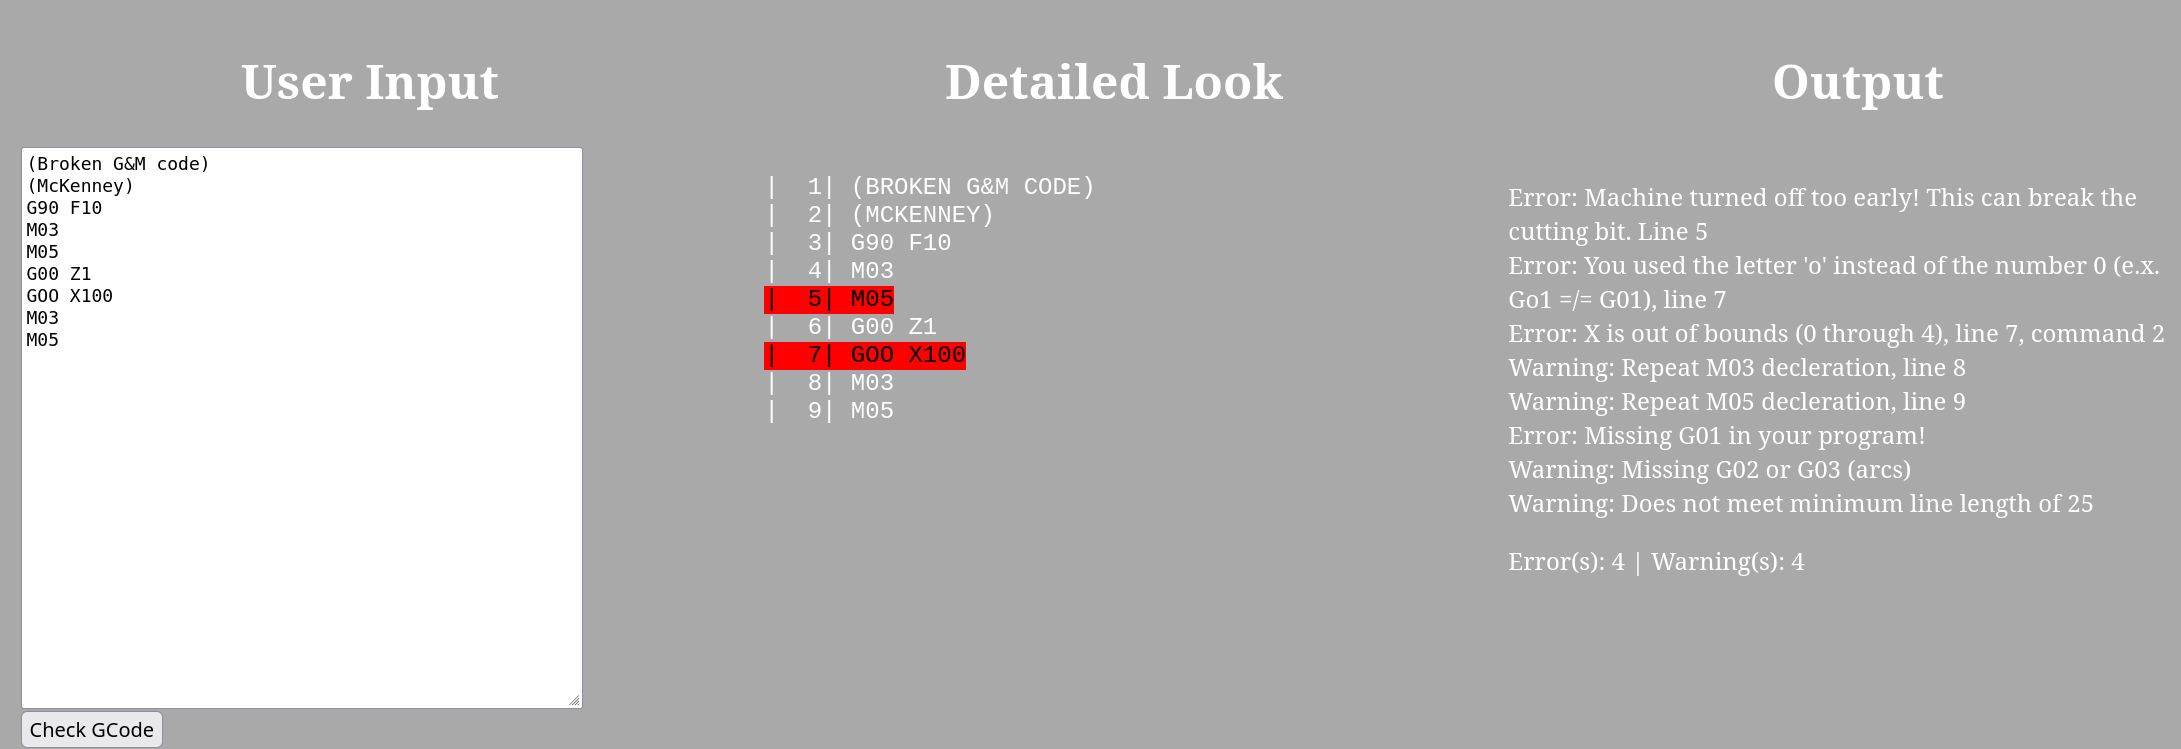 User Input
(Broken G&M code)
(McKenney)
G90 F10
M03
M05
G00 Z1
GOO X100
M03
M05
Check GCode
Detailed Look
|  1| (BROKEN G&M CODE)
|  2| (MCKENNEY)
|  3| G90 F10
|  4| M03
|  5| M05
|  6| G00 Z1
|  7| GOO X100
|  8| M03
|  9| M05
Output
Error: Machine turned off too early! This can break the
cutting bit. Line 5
Error: You used the letter 'o' instead of the number 0 (e.x.
Go1 =/= G01), line 7
Error: X is out of bounds (0 through 4), line 7, command 2
Warning: Repeat M03 decleration, line 8
Warning: Repeat M05 decleration, line 9
Error: Missing G01 in your program!
Warning: Missing G02 or G03 (arcs)
Warning: Does not meet minimum line length of 25
Error(s): 4 | Warning(s): 4